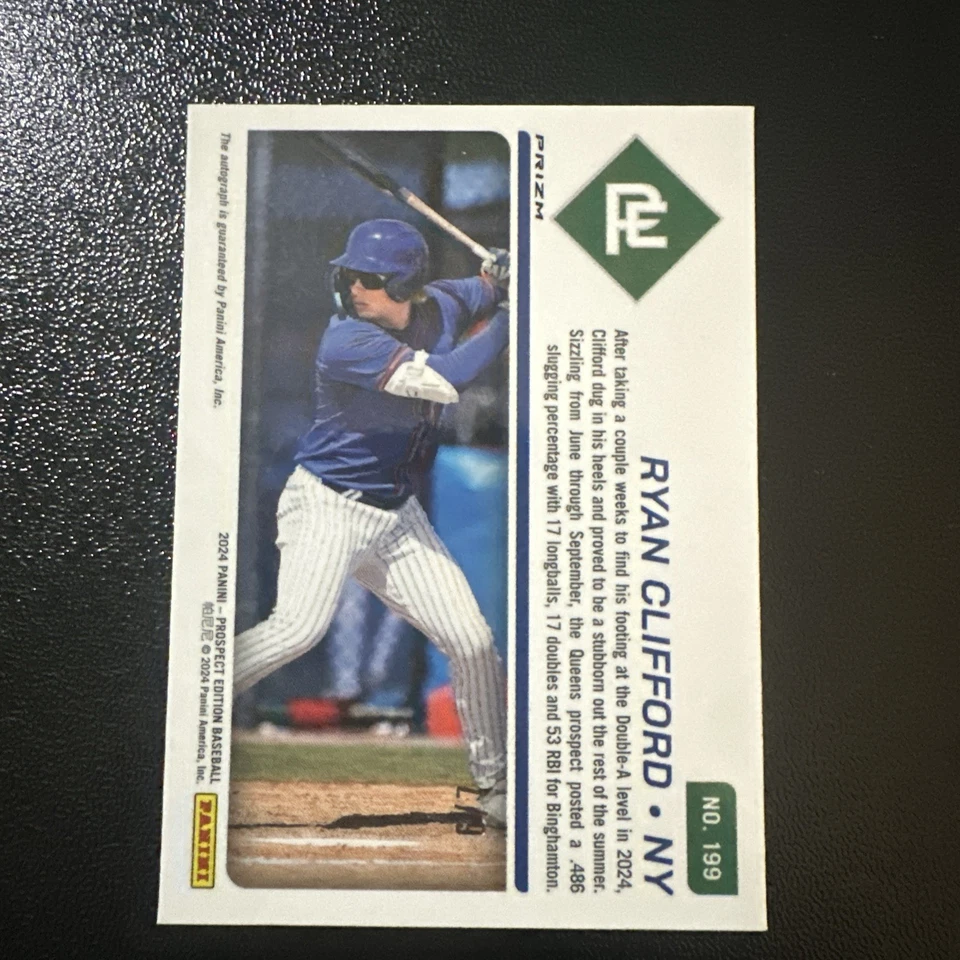 NO. 199
RYAN CLIFFORD • NY
After taking a couple weeks to find his footing at the Double-A level in 2024,
Clifford dug in his heels and proved to be a stubborn out the rest of the summer.
Sizzling from June through September, the Queens prospect posted a .486
slugging percentage with 17 longballs, 17 doubles and 53 RBI for Binghamton.
PRIZM
The autograph is guaranteed by Panini America, Inc.
2024 PANINI – PROSPECT EDITION BASEBALL
帕尼尼 © 2024 Panini America, Inc.
PANINI